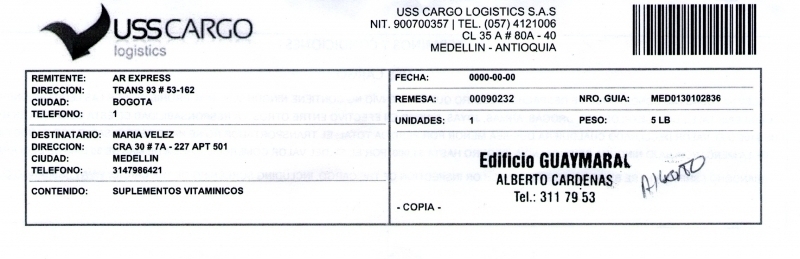 USSCARGO
logistics
USS CARGO LOGISTICS S.A.S
NIT. 900700357 | TEL. (057) 4121006
CL 35 A # 80A - 40
MEDELLIN - ANTIOQUIA
REMITENTE: AR EXPRESS
DIRECCION: TRANS 93 # 53-162
CIUDAD: BOGOTA
TELEFONO: 1
DESTINATARIO: MARIA VELEZ
DIRECCION: CRA 30 # 7A - 227 APT 501
CIUDAD: MEDELLIN
TELEFONO: 3147986421
CONTENIDO: SUPLEMENTOS VITAMINICOS
FECHA: 0000-00-00
REMESA: 00090232 NRO. GUIA: MED0130102836
UNIDADES: 1 PESO: 5 LB
Edificio GUAYMARAL
ALBERTO CARDENAS
Tel.: 311 79 53
Alberto
- COPIA -